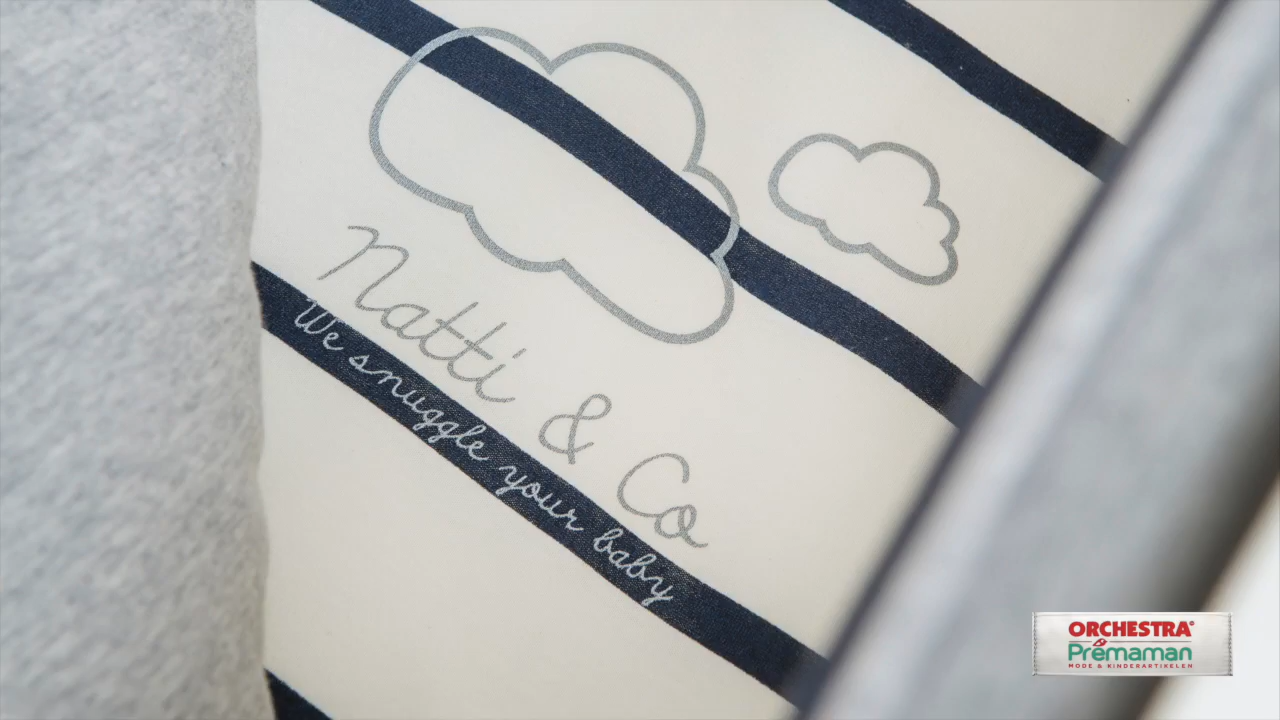 Natti & Co
We snuggle your baby
ORCHESTRA®
Prémaman
MODE & KINDERARTIKELEN